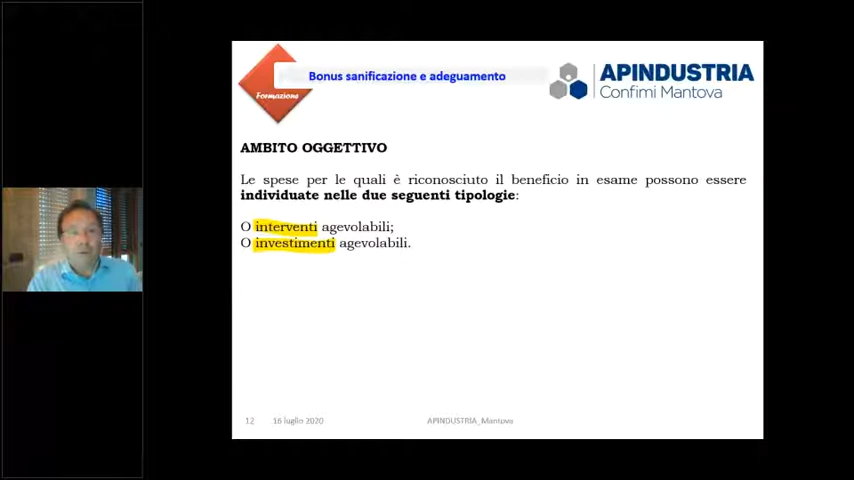 Bonus sanificazione e adeguamento
Formazione
APINDUSTRIA
Confimi Mantova
AMBITO OGGETTIVO
Le spese per le quali è riconosciuto il beneficio in esame possono essere
individuate nelle due seguenti tipologie:
O interventi agevolabili;
O investimenti agevolabili.
12 16 luglio 2020 APINDUSTRIA_Mantova